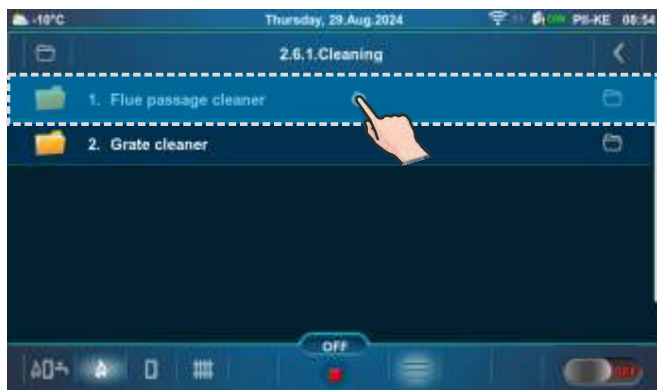 -10°C Thursday, 29.Aug.2024 PII-KE 08:54
2.6.1.Cleaning
1. Flue passage cleaner
2. Grate cleaner
OFF
OFF